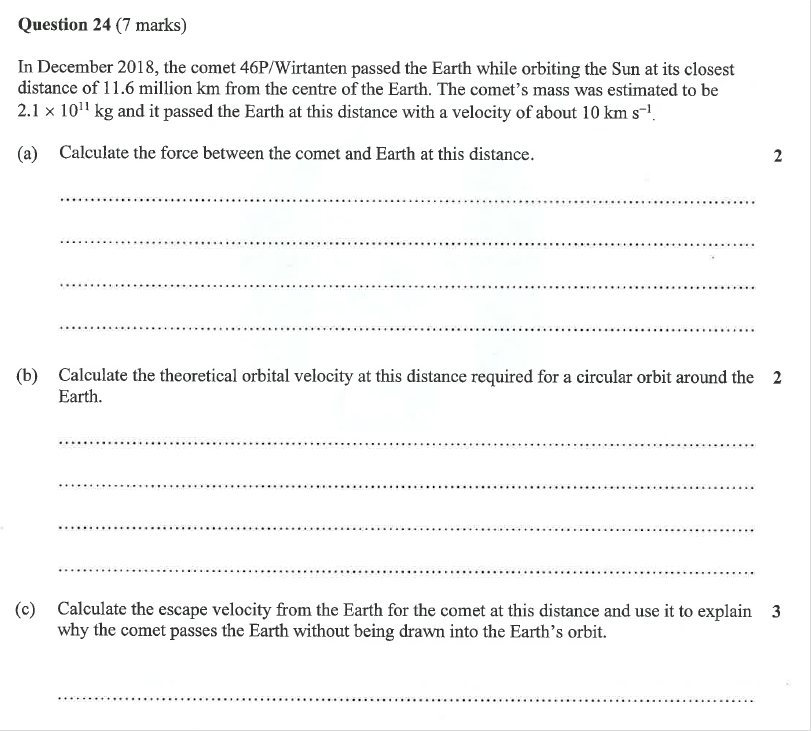 Question 24 (7 marks)
In December 2018, the comet 46P/Wirtanten passed the Earth while orbiting the Sun at its closest
distance of 11.6 million km from the centre of the Earth. The comet's mass was estimated to be
2.1 × 10¹¹ kg and it passed the Earth at this distance with a velocity of about 10 km s⁻¹.
(a) Calculate the force between the comet and Earth at this distance. 2
(b) Calculate the theoretical orbital velocity at this distance required for a circular orbit around the 2
Earth.
(c) Calculate the escape velocity from the Earth for the comet at this distance and use it to explain 3
why the comet passes the Earth without being drawn into the Earth's orbit.